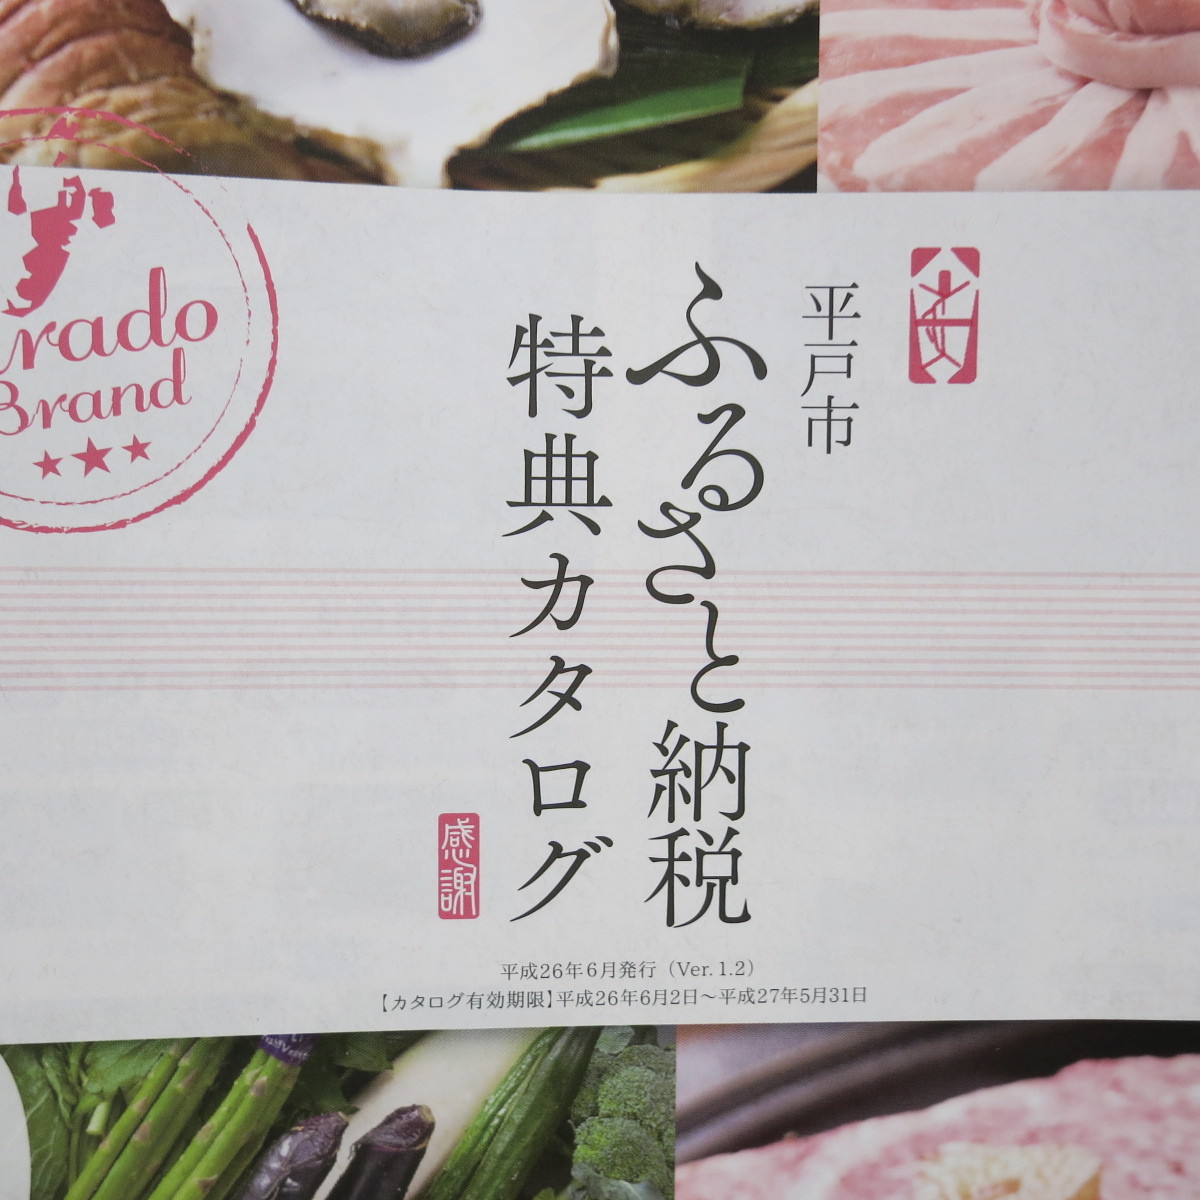 平戸市
ふるさと納税
特典カタログ
感謝
rado
Brand
平成26年6月発行（Ver.1.2）
【カタログ有効期限】平成26年6月2日～平成27年5月31日